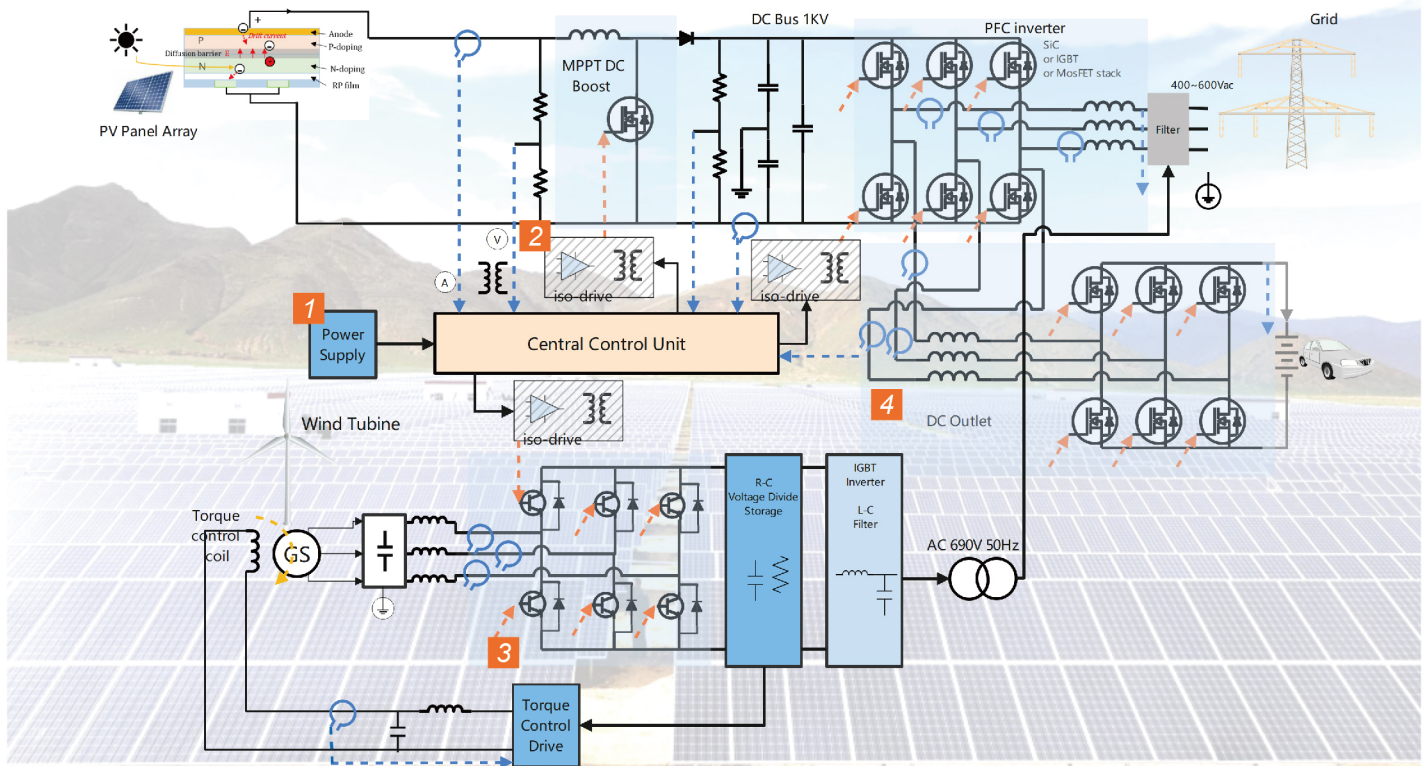 DC Bus 1KV
PFC inverter
Grid
+
Drift current
Anode
P
P-doping
Diffusion barrier E
N
N-doping
RP film
PV Panel Array
MPPT DC
Boost
SiC
or IGBT
or MosFET stack
400~600Vac
Filter
V
A
2
iso-drive
iso-drive
1
Power
Supply
Central Control Unit
iso-drive
4
DC Outlet
Wind Tubine
Torque
control
coil
GS
R-C
Voltage Divide
Storage
IGBT
Inverter
L-C
Filter
AC 690V 50Hz
3
Torque
Control
Drive